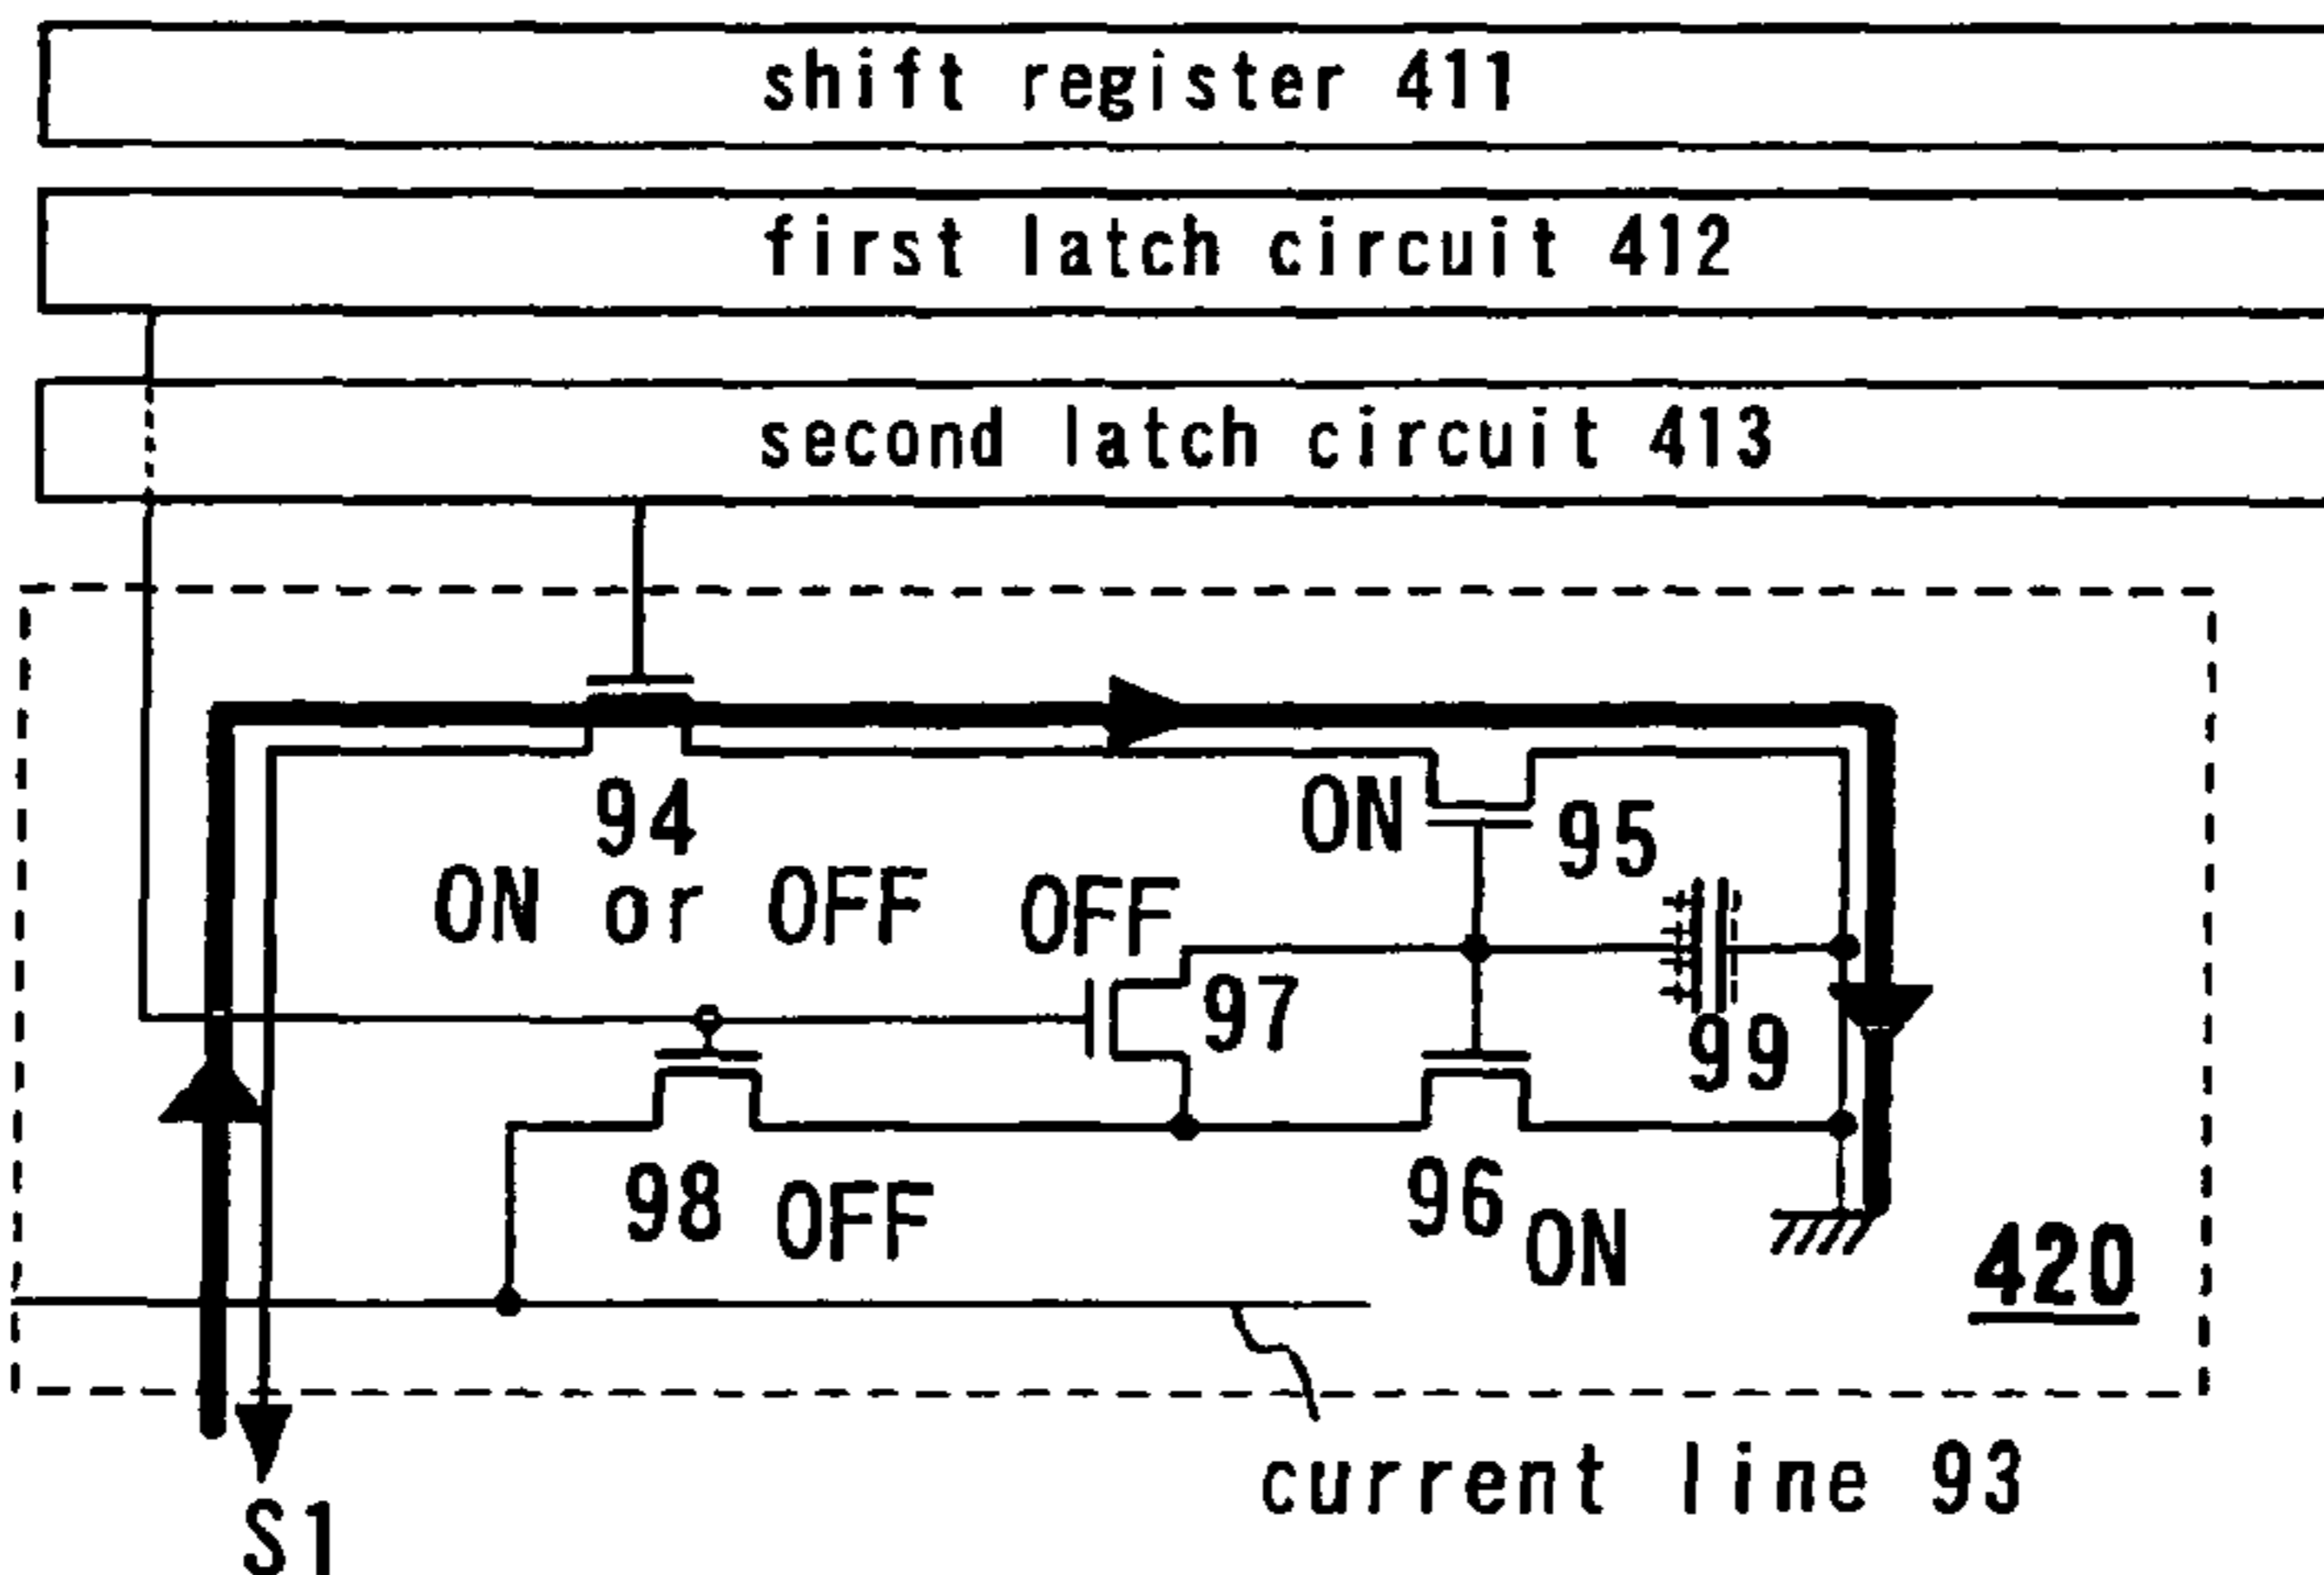 shift register 411
first latch circuit 412
second latch circuit 413
94
ON or OFF
ON
95
OFF
97
99
98
OFF
96
ON
420
current line 93
S1